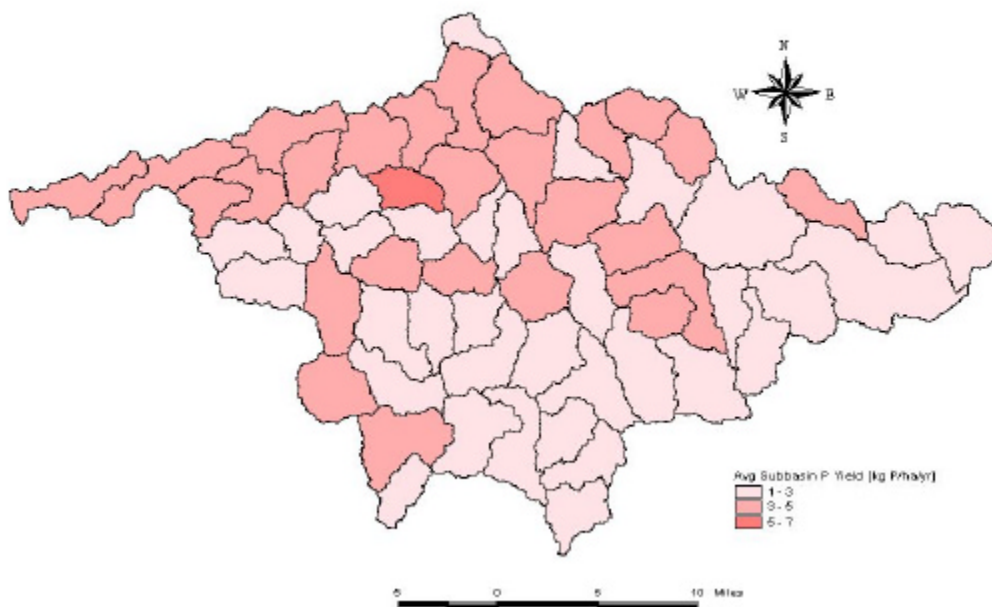 N
W E
S
Avg Subbasin P Yield [kg P/ha/yr]
1 - 3
3 - 5
5 - 7
5 0 5 10 Miles